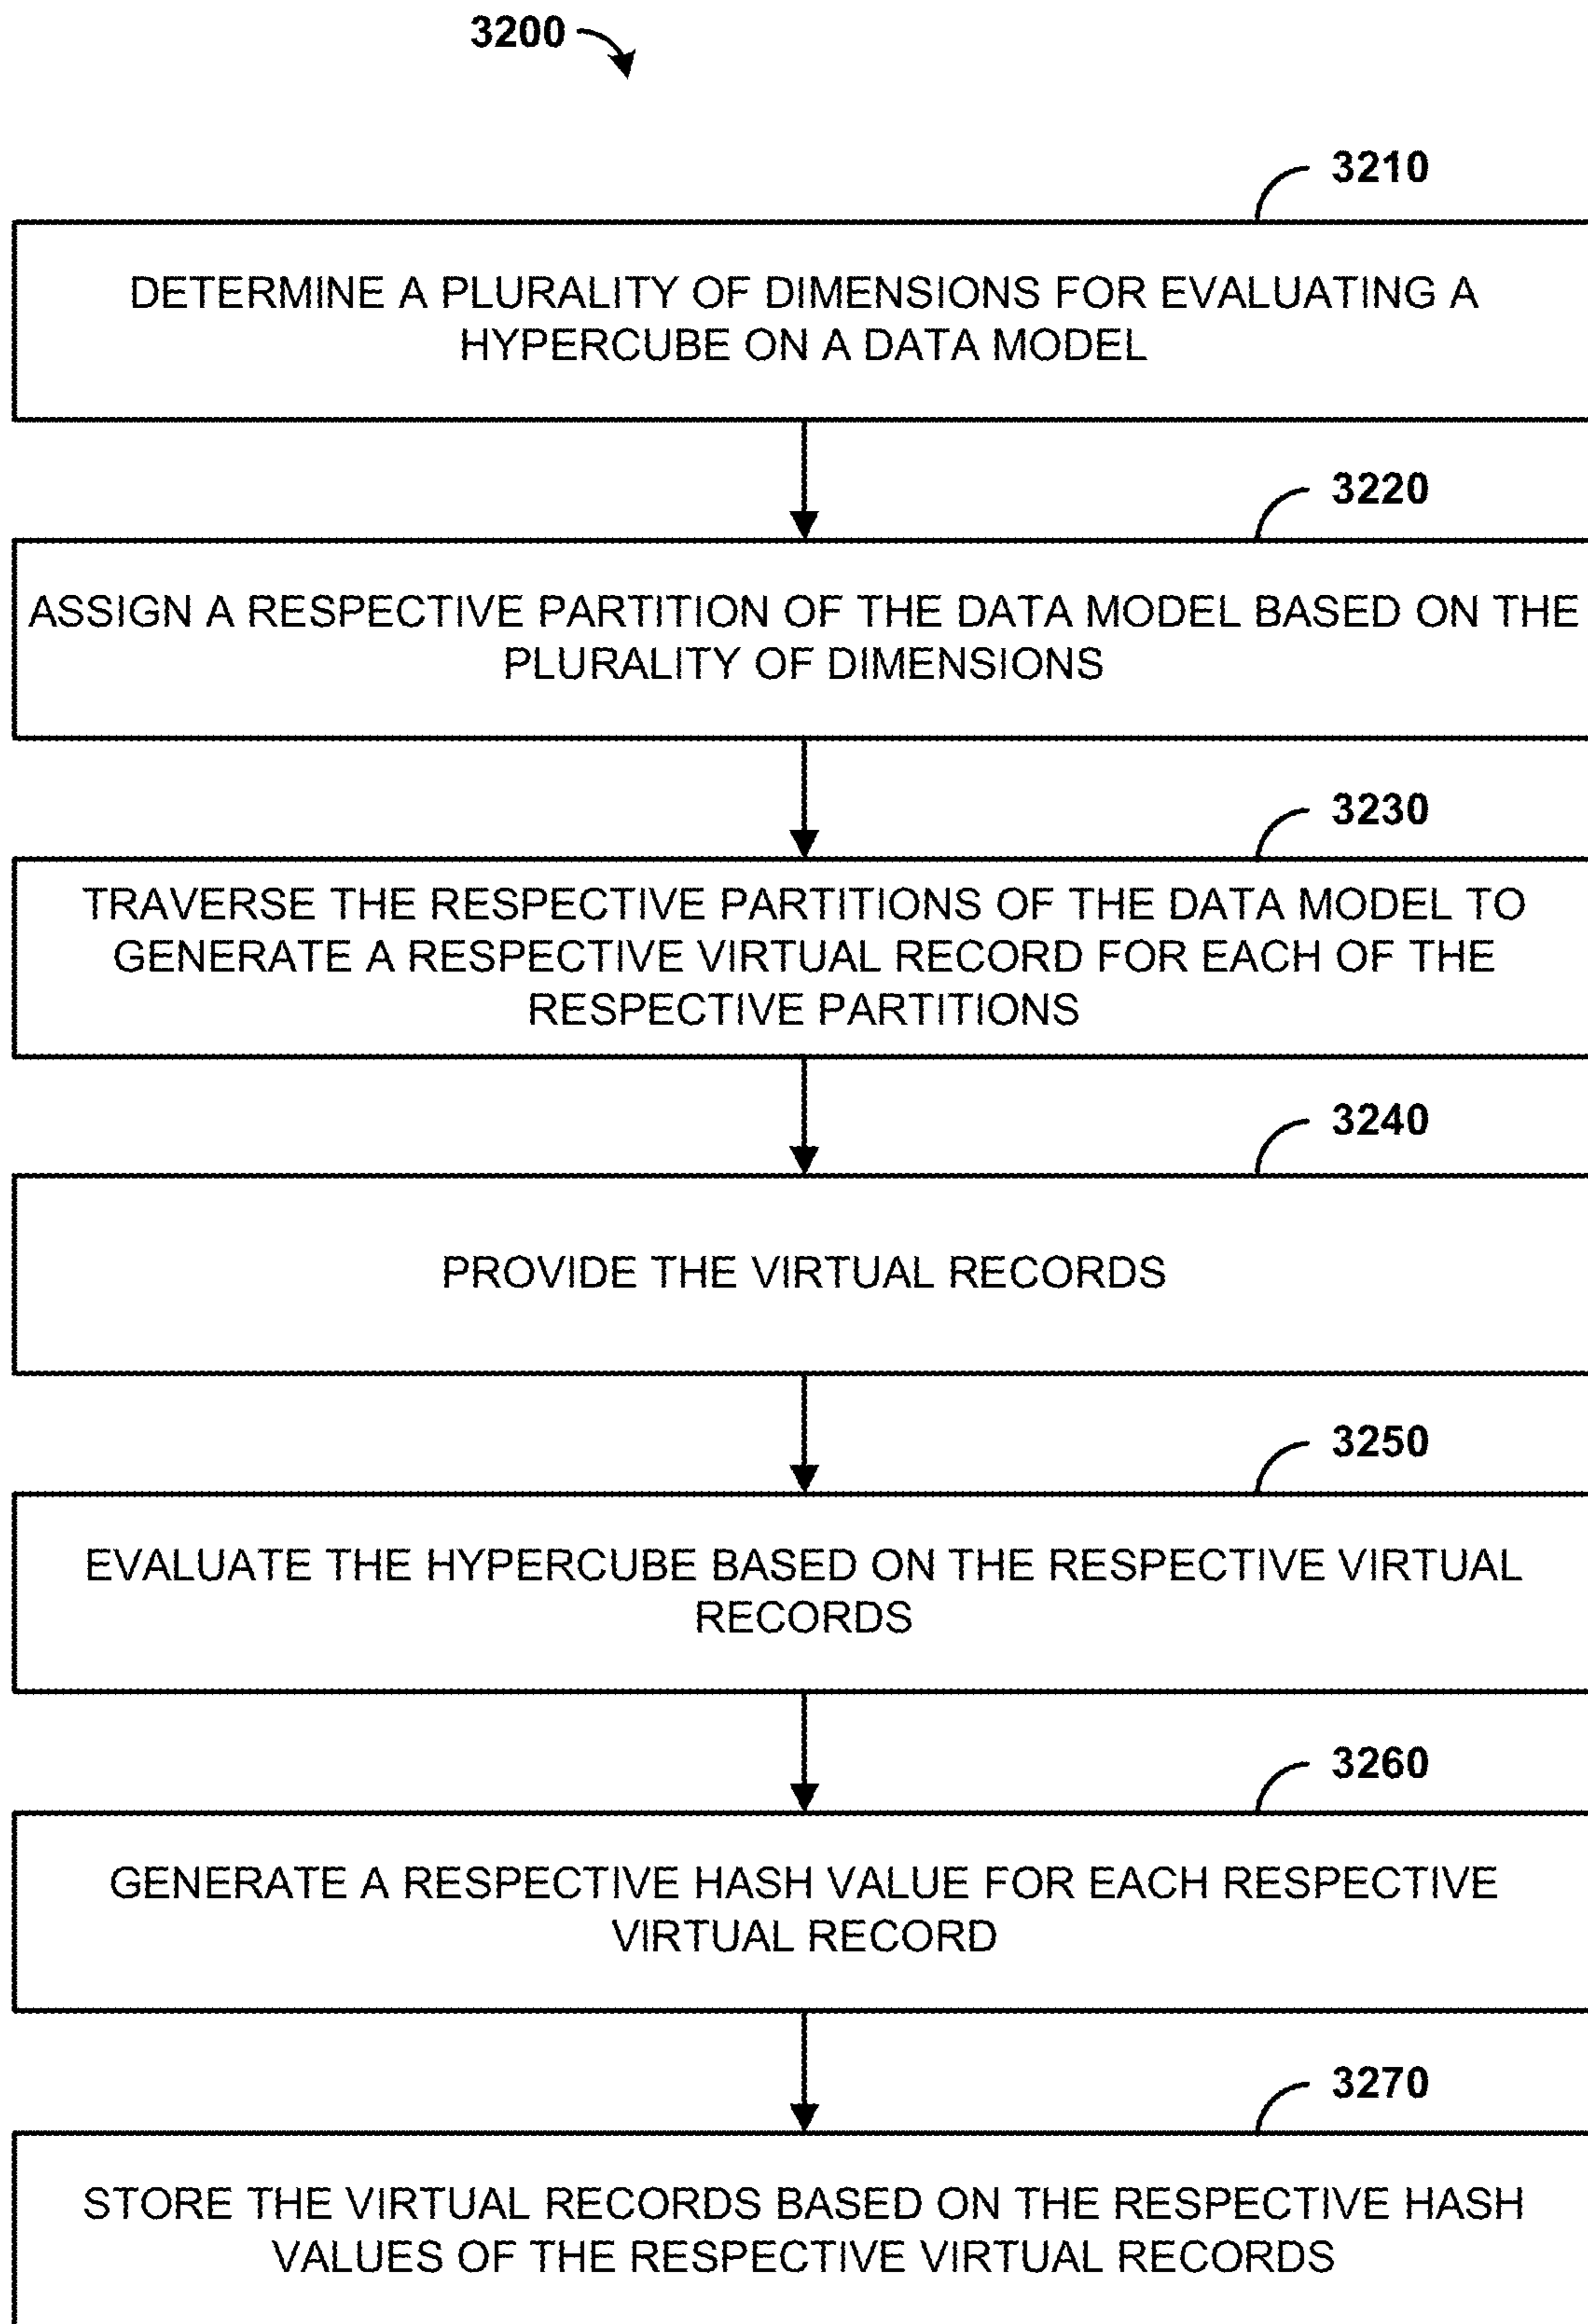 3200
3210
DETERMINE A PLURALITY OF DIMENSIONS FOR EVALUATING A
HYPERCUBE ON A DATA MODEL
3220
ASSIGN A RESPECTIVE PARTITION OF THE DATA MODEL BASED ON THE
PLURALITY OF DIMENSIONS
3230
TRAVERSE THE RESPECTIVE PARTITIONS OF THE DATA MODEL TO
GENERATE A RESPECTIVE VIRTUAL RECORD FOR EACH OF THE
RESPECTIVE PARTITIONS
3240
PROVIDE THE VIRTUAL RECORDS
3250
EVALUATE THE HYPERCUBE BASED ON THE RESPECTIVE VIRTUAL
RECORDS
3260
GENERATE A RESPECTIVE HASH VALUE FOR EACH RESPECTIVE
VIRTUAL RECORD
3270
STORE THE VIRTUAL RECORDS BASED ON THE RESPECTIVE HASH
VALUES OF THE RESPECTIVE VIRTUAL RECORDS